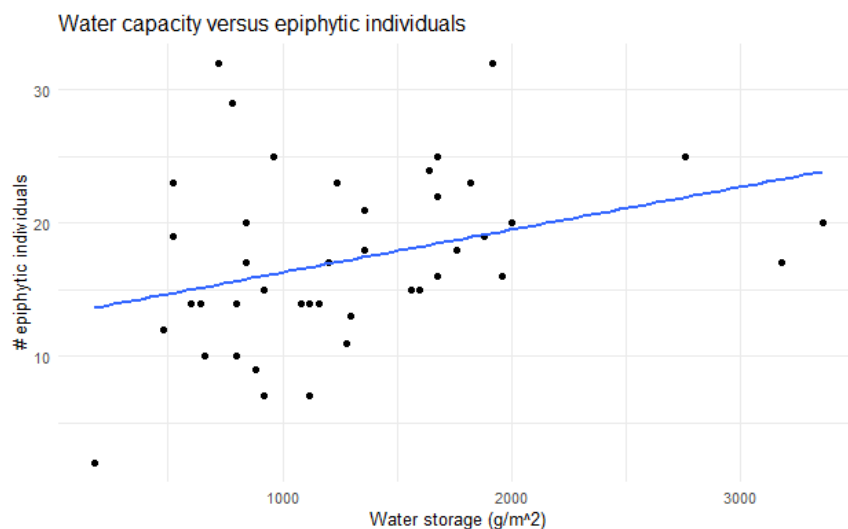 Water capacity versus epiphytic individuals
30
20
10
# epiphytic individuals
1000 2000 3000
Water storage (g/m^2)